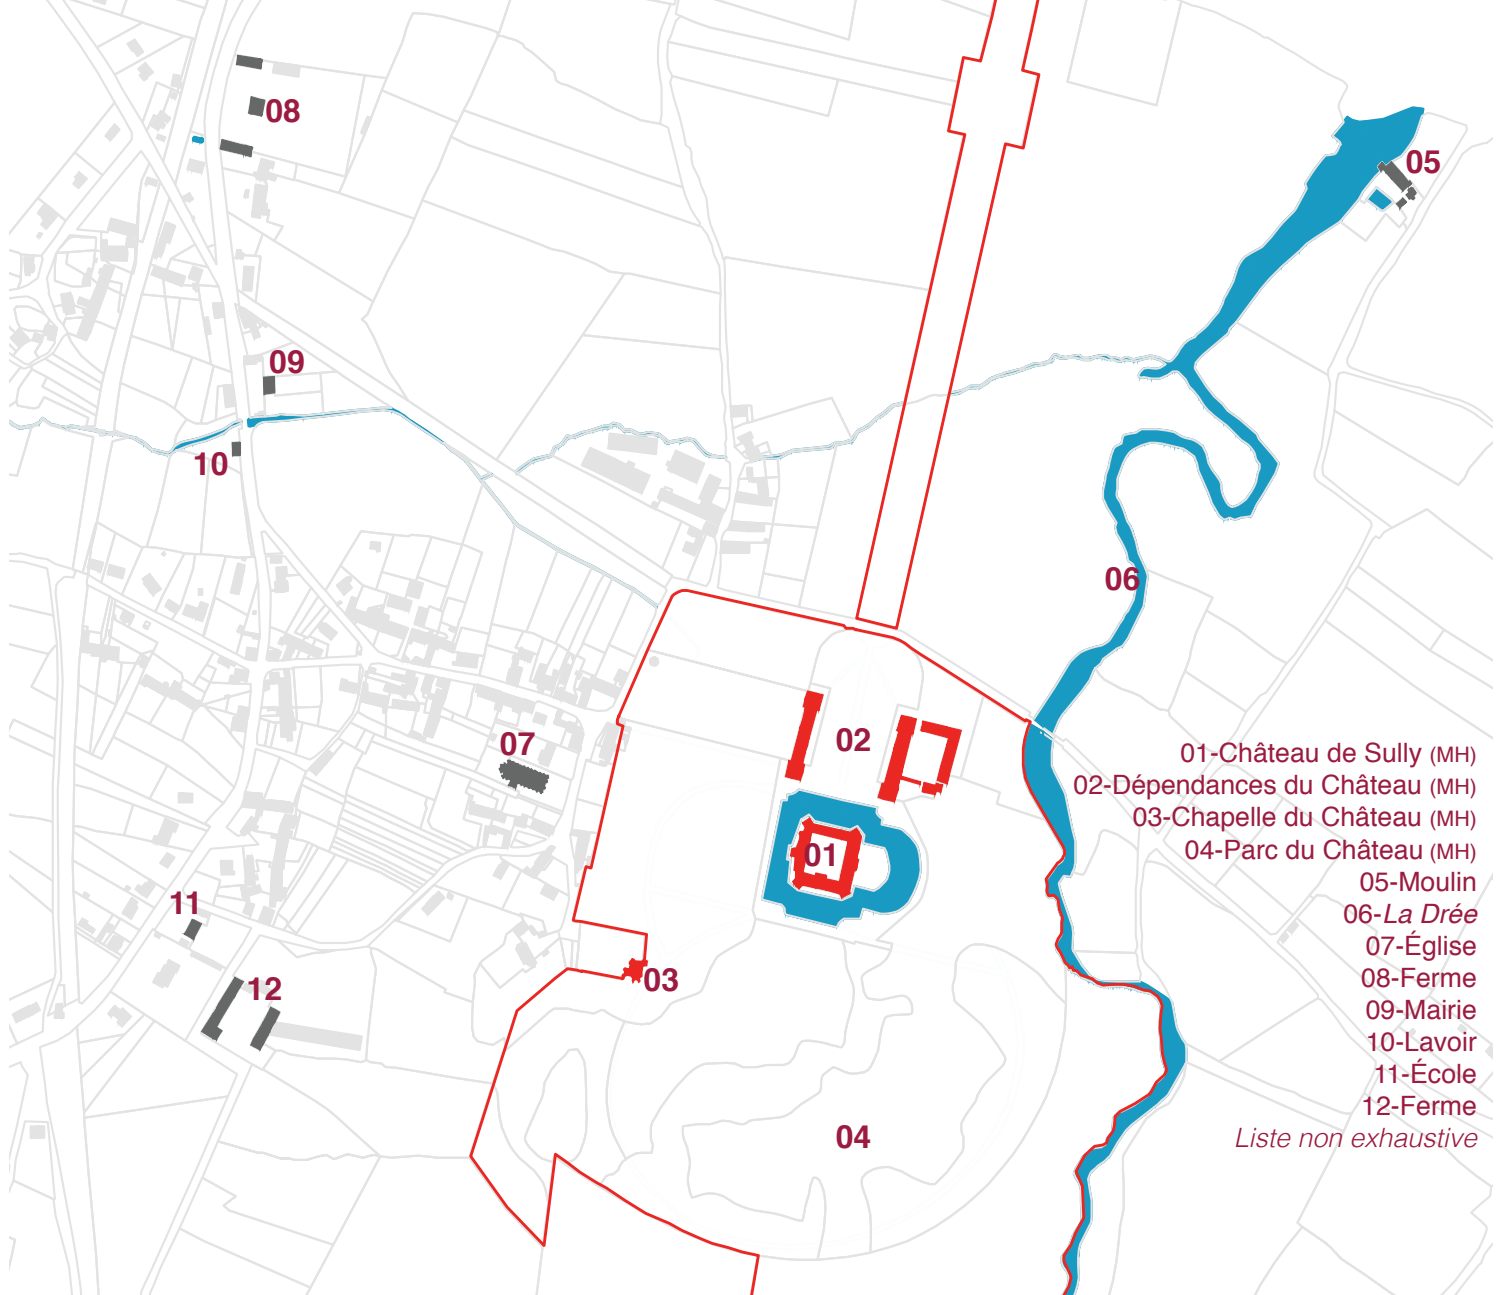 08
05
09
10
06
07
02
01
11
03
12
04
01-Château de Sully (MH)
02-Dépendances du Château (MH)
03-Chapelle du Château (MH)
04-Parc du Château (MH)
05-Moulin
06-La Drée
07-Église
08-Ferme
09-Mairie
10-Lavoir
11-École
12-Ferme
Liste non exhaustive